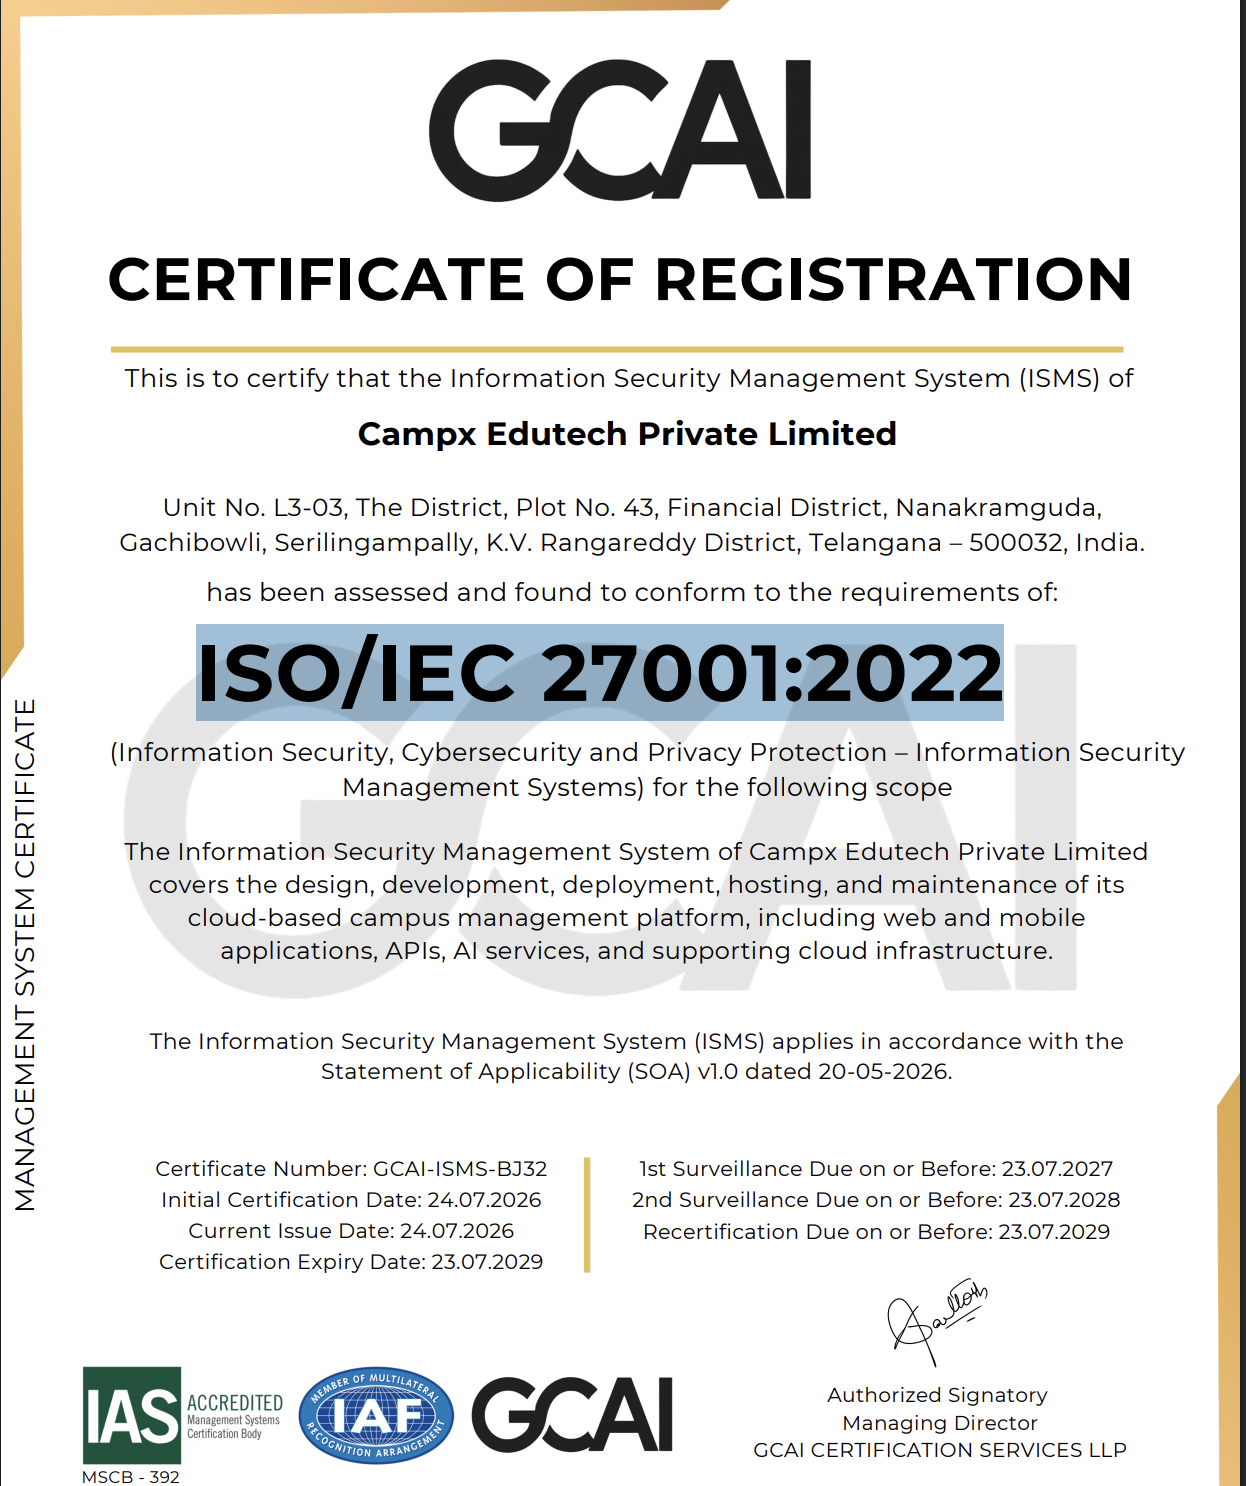 GCAI
CERTIFICATE OF REGISTRATION
This is to certify that the Information Security Management System (ISMS) of
Campx Edutech Private Limited
Unit No. L3-03, The District, Plot No. 43, Financial District, Nanakramguda,
Gachibowli, Serilingampally, K.V. Rangareddy District, Telangana – 500032, India.
has been assessed and found to conform to the requirements of:
ISO/IEC 27001:2022
(Information Security, Cybersecurity and Privacy Protection – Information Security
Management Systems) for the following scope
GCAI
The Information Security Management System of Campx Edutech Private Limited
covers the design, development, deployment, hosting, and maintenance of its
cloud-based campus management platform, including web and mobile
applications, APIs, AI services, and supporting cloud infrastructure.
The Information Security Management System (ISMS) applies in accordance with the
Statement of Applicability (SOA) v1.0 dated 20-05-2026.
MANAGEMENT SYSTEM CERTIFICATE
Certificate Number: GCAI-ISMS-BJ32
Initial Certification Date: 24.07.2026
Current Issue Date: 24.07.2026
Certification Expiry Date: 23.07.2029
1st Surveillance Due on or Before: 23.07.2027
2nd Surveillance Due on or Before: 23.07.2028
Recertification Due on or Before: 23.07.2029
IAS
ACCREDITED
Management Systems
Certification Body
MSCB - 392
MEMBER OF MULTILATERAL
IAF
RECOGNITION ARRANGEMENT
GCAI
Authorized Signatory
Managing Director
GCAI CERTIFICATION SERVICES LLP